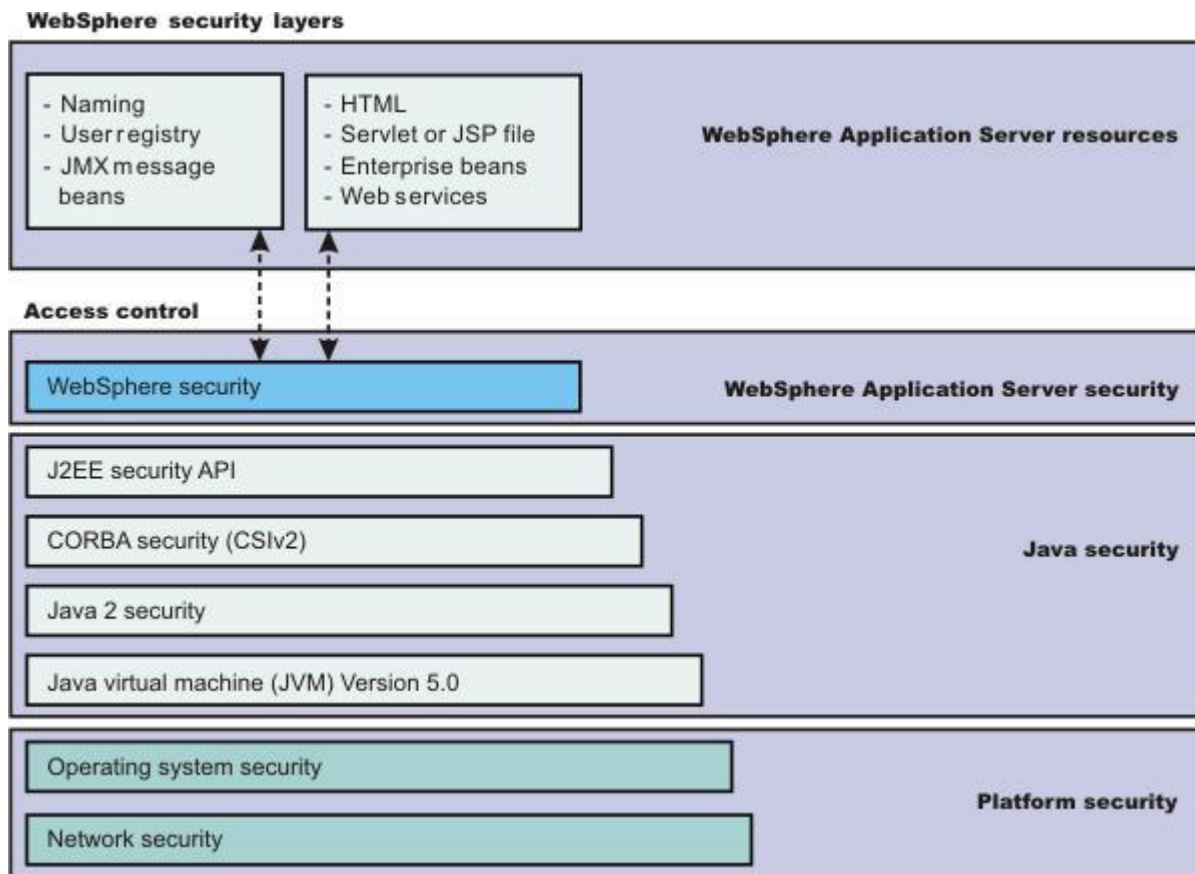 WebSphere security layers
- Naming
- User registry
- JMX message
beans
- HTML
- Servlet or JSP file
- Enterprise beans
- Web services
WebSphere Application Server resources
Access control
WebSphere security
WebSphere Application Server security
J2EE security API
CORBA security (CSIv2)
Java 2 security
Java virtual machine (JVM) Version 5.0
Java security
Operating system security
Network security
Platform security